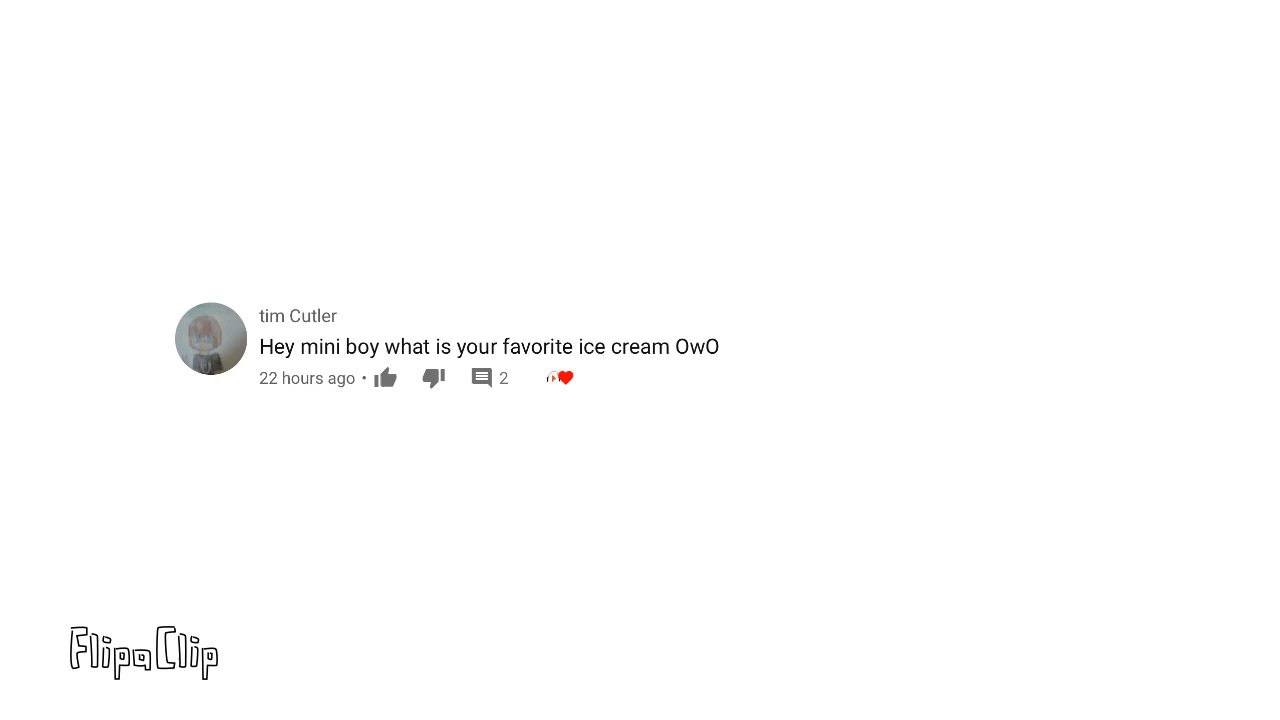 tim Cutler
Hey mini boy what is your favorite ice cream OwO
22 hours ago • 2
FlipaClip